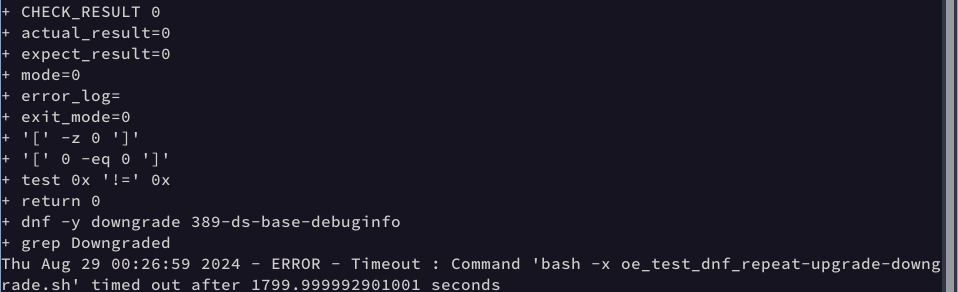 + CHECK_RESULT 0
+ actual_result=0
+ expect_result=0
+ mode=0
+ error_log=
+ exit_mode=0
+ '[' -z 0 ']'
+ '[' 0 -eq 0 ']'
+ test 0x '!=' 0x
+ return 0
+ dnf -y downgrade 389-ds-base-debuginfo
+ grep Downgraded
Thu Aug 29 00:26:59 2024 - ERROR - Timeout : Command 'bash -x oe_test_dnf_repeat-upgrade-downg
rade.sh' timed out after 1799.999992901001 seconds